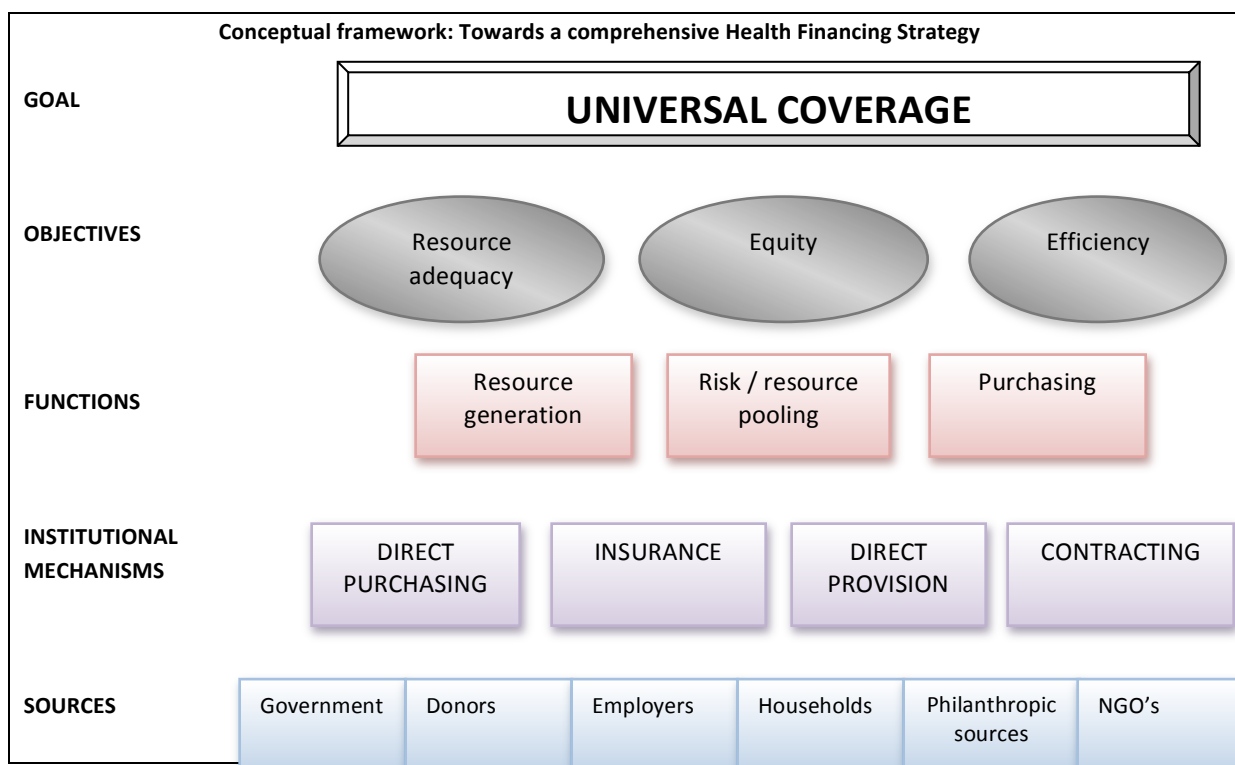 Conceptual framework: Towards a comprehensive Health Financing Strategy
GOAL
UNIVERSAL COVERAGE
OBJECTIVES
Resource
adequacy
Equity
Efficiency
FUNCTIONS
Resource
generation
Risk / resource
pooling
Purchasing
INSTITUTIONAL
MECHANISMS
DIRECT
PURCHASING
INSURANCE
DIRECT
PROVISION
CONTRACTING
SOURCES
Government
Donors
Employers
Households
Philanthropic
sources
NGO’s